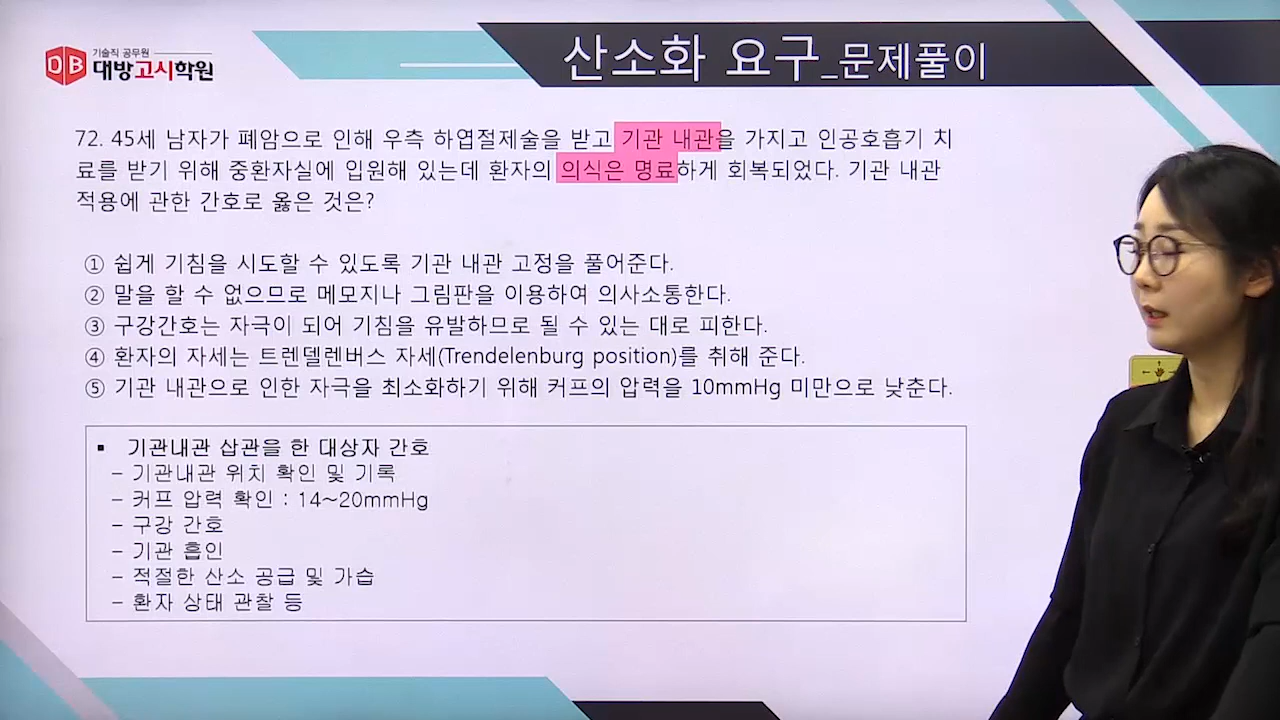 기술직 공무원
DB 대방고시학원
산소화 요구_문제풀이
72. 45세 남자가 폐암으로 인해 우측 하엽절제술을 받고 기관 내관을 가지고 인공호흡기 치
료를 받기 위해 중환자실에 입원해 있는데 환자의 의식은 명료하게 회복되었다. 기관 내관
적용에 관한 간호로 옳은 것은?
① 쉽게 기침을 시도할 수 있도록 기관 내관 고정을 풀어준다.
② 말을 할 수 없으므로 메모지나 그림판을 이용하여 의사소통한다.
③ 구강간호는 자극이 되어 기침을 유발하므로 될 수 있는 대로 피한다.
④ 환자의 자세는 트렌델렌버스 자세(Trendelenburg position)를 취해 준다.
⑤ 기관 내관으로 인한 자극을 최소화하기 위해 커프의 압력을 10mmHg 미만으로 낮춘다.
▪ 기관내관 삽관을 한 대상자 간호
– 기관내관 위치 확인 및 기록
– 커프 압력 확인 : 14~20mmHg
– 구강 간호
– 기관 흡인
– 적절한 산소 공급 및 가습
– 환자 상태 관찰 등